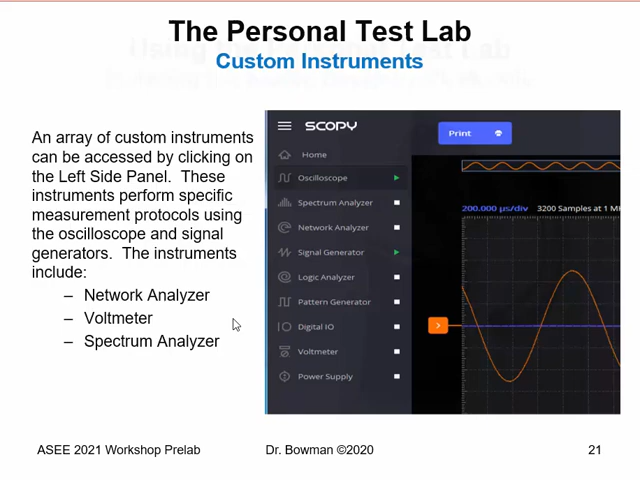 The Personal Test Lab
Custom Instruments
An array of custom instruments
can be accessed by clicking on
the Left Side Panel. These
instruments perform specific
measurement protocols using
the oscilloscope and signal
generators. The instruments
include:
– Network Analyzer
– Voltmeter
– Spectrum Analyzer
SCOPY
Print
Home
Oscilloscope
Spectrum Analyzer
Network Analyzer
Signal Generator
Logic Analyzer
Pattern Generator
Digital IO
Voltmeter
Power Supply
200.000 µs/div 3200 Samples at 1 M
ASEE 2021 Workshop Prelab
Dr. Bowman ©2020
21